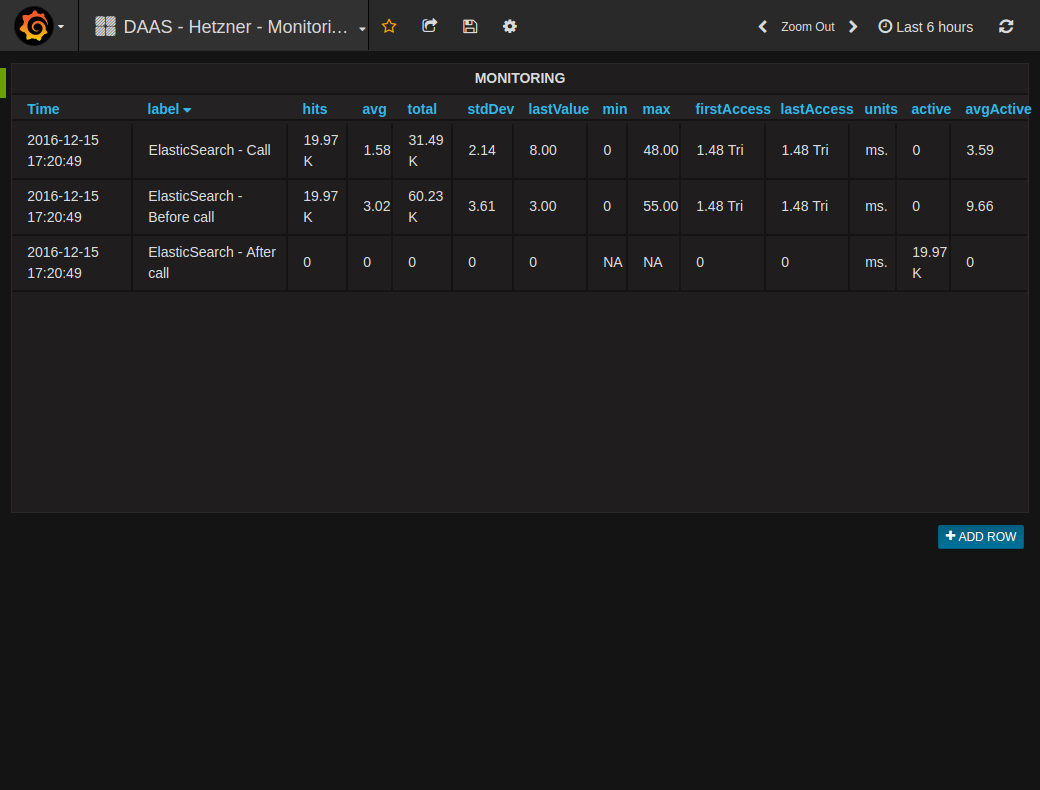 DAAS - Hetzner - Monitori... Zoom Out Last 6 hours
MONITORING
Time label hits avg total stdDev lastValue min max firstAccess lastAccess units active avgActive
2016-12-15 17:20:49 ElasticSearch - Call 19.97 K 1.58 31.49 K 2.14 8.00 0 48.00 1.48 Tri 1.48 Tri ms. 0 3.59
2016-12-15 17:20:49 ElasticSearch - Before call 19.97 K 3.02 60.23 K 3.61 3.00 0 55.00 1.48 Tri 1.48 Tri ms. 0 9.66
2016-12-15 17:20:49 ElasticSearch - After call 0 0 0 0 0 NA NA 0 0 ms. 19.97 K 0
ADD ROW